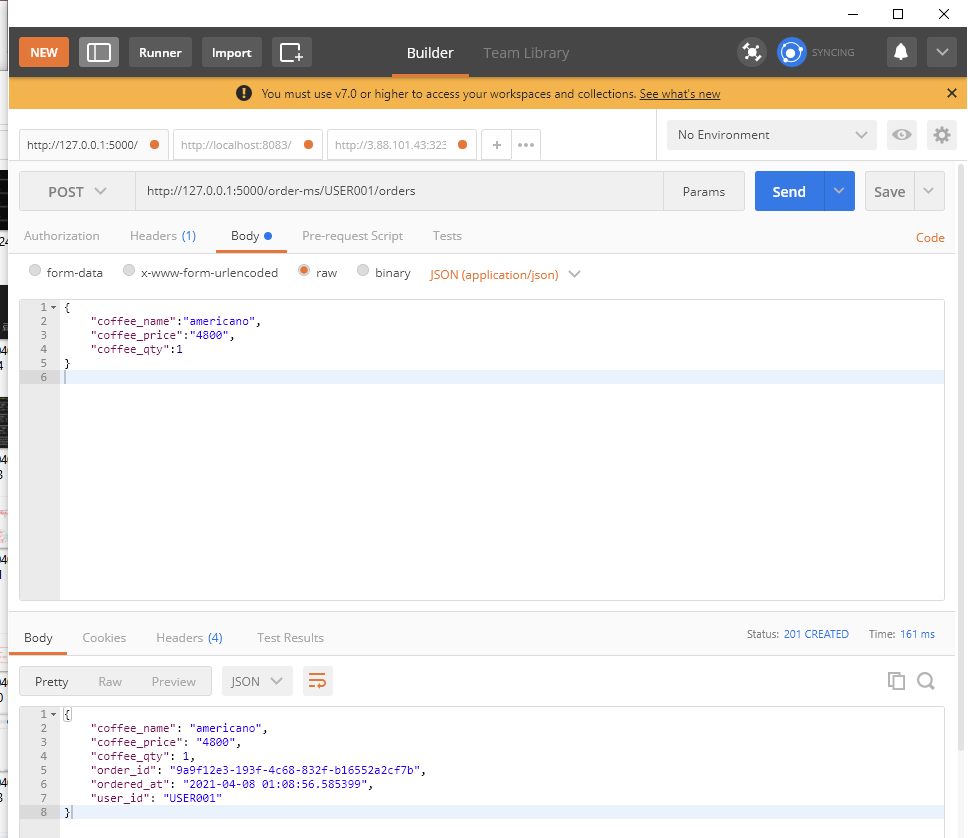 NEW Runner Import Builder Team Library SYNCING
You must use v7.0 or higher to access your workspaces and collections. See what's new
http://127.0.0.1:5000/ http://localhost:8083/ http://3.88.101.43:323 + ••• No Environment
POST http://127.0.0.1:5000/order-ms/USER001/orders Params Send Save
Authorization Headers (1) Body Pre-request Script Tests Code
form-data x-www-form-urlencoded raw binary JSON (application/json)
1 {
2 "coffee_name":"americano",
3 "coffee_price":"4800",
4 "coffee_qty":1
5 }
6
Body Cookies Headers (4) Test Results Status: 201 CREATED Time: 161 ms
Pretty Raw Preview JSON
1 {
2 "coffee_name": "americano",
3 "coffee_price": "4800",
4 "coffee_qty": 1,
5 "order_id": "9a9f12e3-193f-4c68-832f-b16552a2cf7b",
6 "ordered_at": "2021-04-08 01:08:56.585399",
7 "user_id": "USER001"
8 }